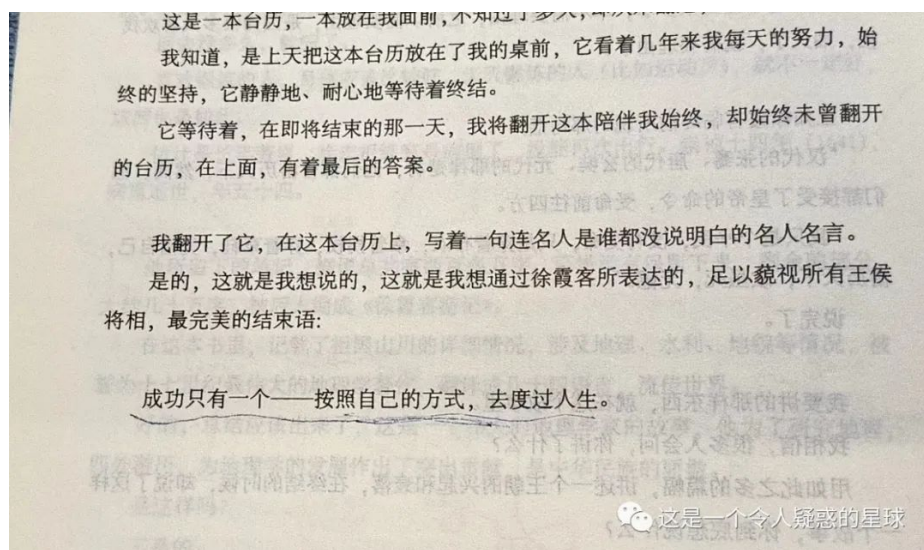 这是一本台历，一本放在我面前，不知过了多久，
我知道，是上天把这本台历放在了我的桌前，它看着几年来我每天的努力，始
终的坚持，它静静地、耐心地等待着终结。
它等待着，在即将结束的那一天，我将翻开这本陪伴我始终，却始终未曾翻开
的台历，在上面，有着最后的答案。
我翻开了它，在这本台历上，写着一句连名人是谁都没说明白的名人名言。
是的，这就是我想说的，这就是我想通过徐霞客所表达的，足以藐视所有王侯
将相，最完美的结束语：
成功只有一个——按照自己的方式，去度过人生。
这是一个令人疑惑的星球